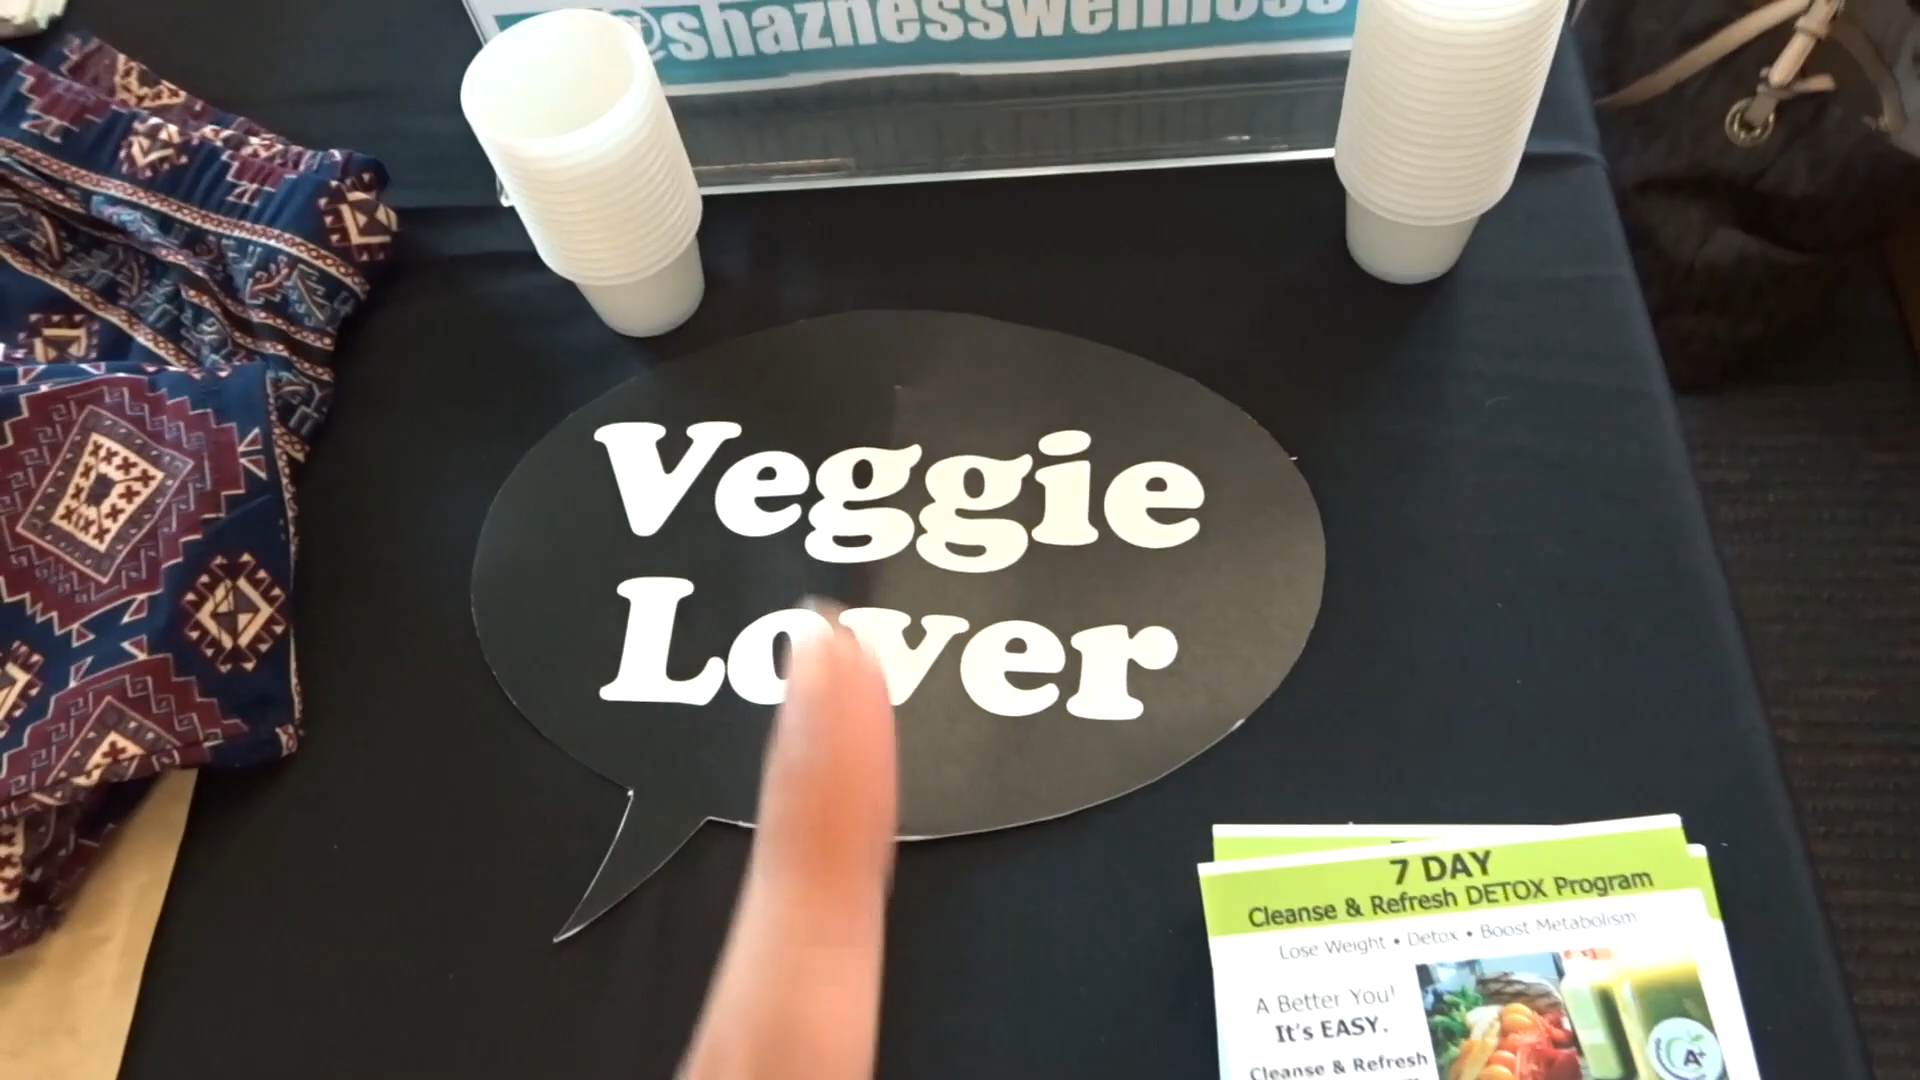 @shaznesswellness
Veggie
Lover
7 DAY
Cleanse & Refresh DETOX Program
Lose Weight • Detox • Boost Metabolism
A Better You!
It's EASY.
Cleanse & Refresh
A+